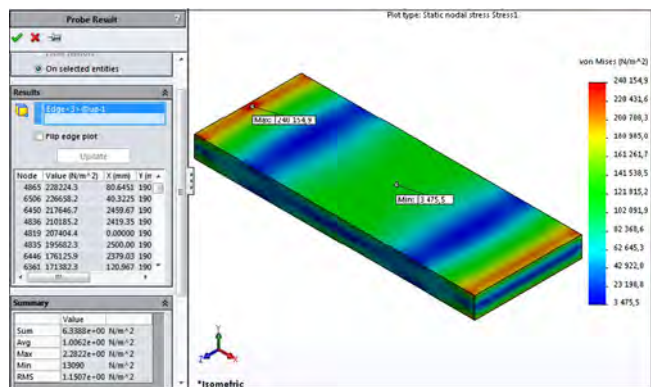 Probe Result
?
On selected entities
Results
Edge<3> (Dup-1
Flip edge plot
Update
Node Value (N/m^2) X (mm) Y (m
4865 228224.3 80.6451 190
6506 226658.2 40.3225 190
6450 217646.7 2459.67 190
4836 210185.2 2419.35 190
4819 207404.4 0.00000 190
4835 195682.3 2500.00 190
6446 176125.9 2379.03 190
6361 171382.3 120.967 190
Summary
Value
Sum 6.3388e+00 N/m^2
Avg 1.0062e+00 N/m^2
Max 2.2822e+00 N/m^2
Min 13090 N/m^2
RMS 1.1507e+00 N/m^2
Plot type: Static nodal stress Stress1
Max: 240 154,9
Min: 3 475,5
von Mises (N/m^2)
240 154,9
220 431,6
200 708,3
180 985,0
161 261,7
141 538,5
121 815,2
102 091,9
82 368,6
62 645,3
42 922,0
3 475,5
Y
Z
X
*Isometric